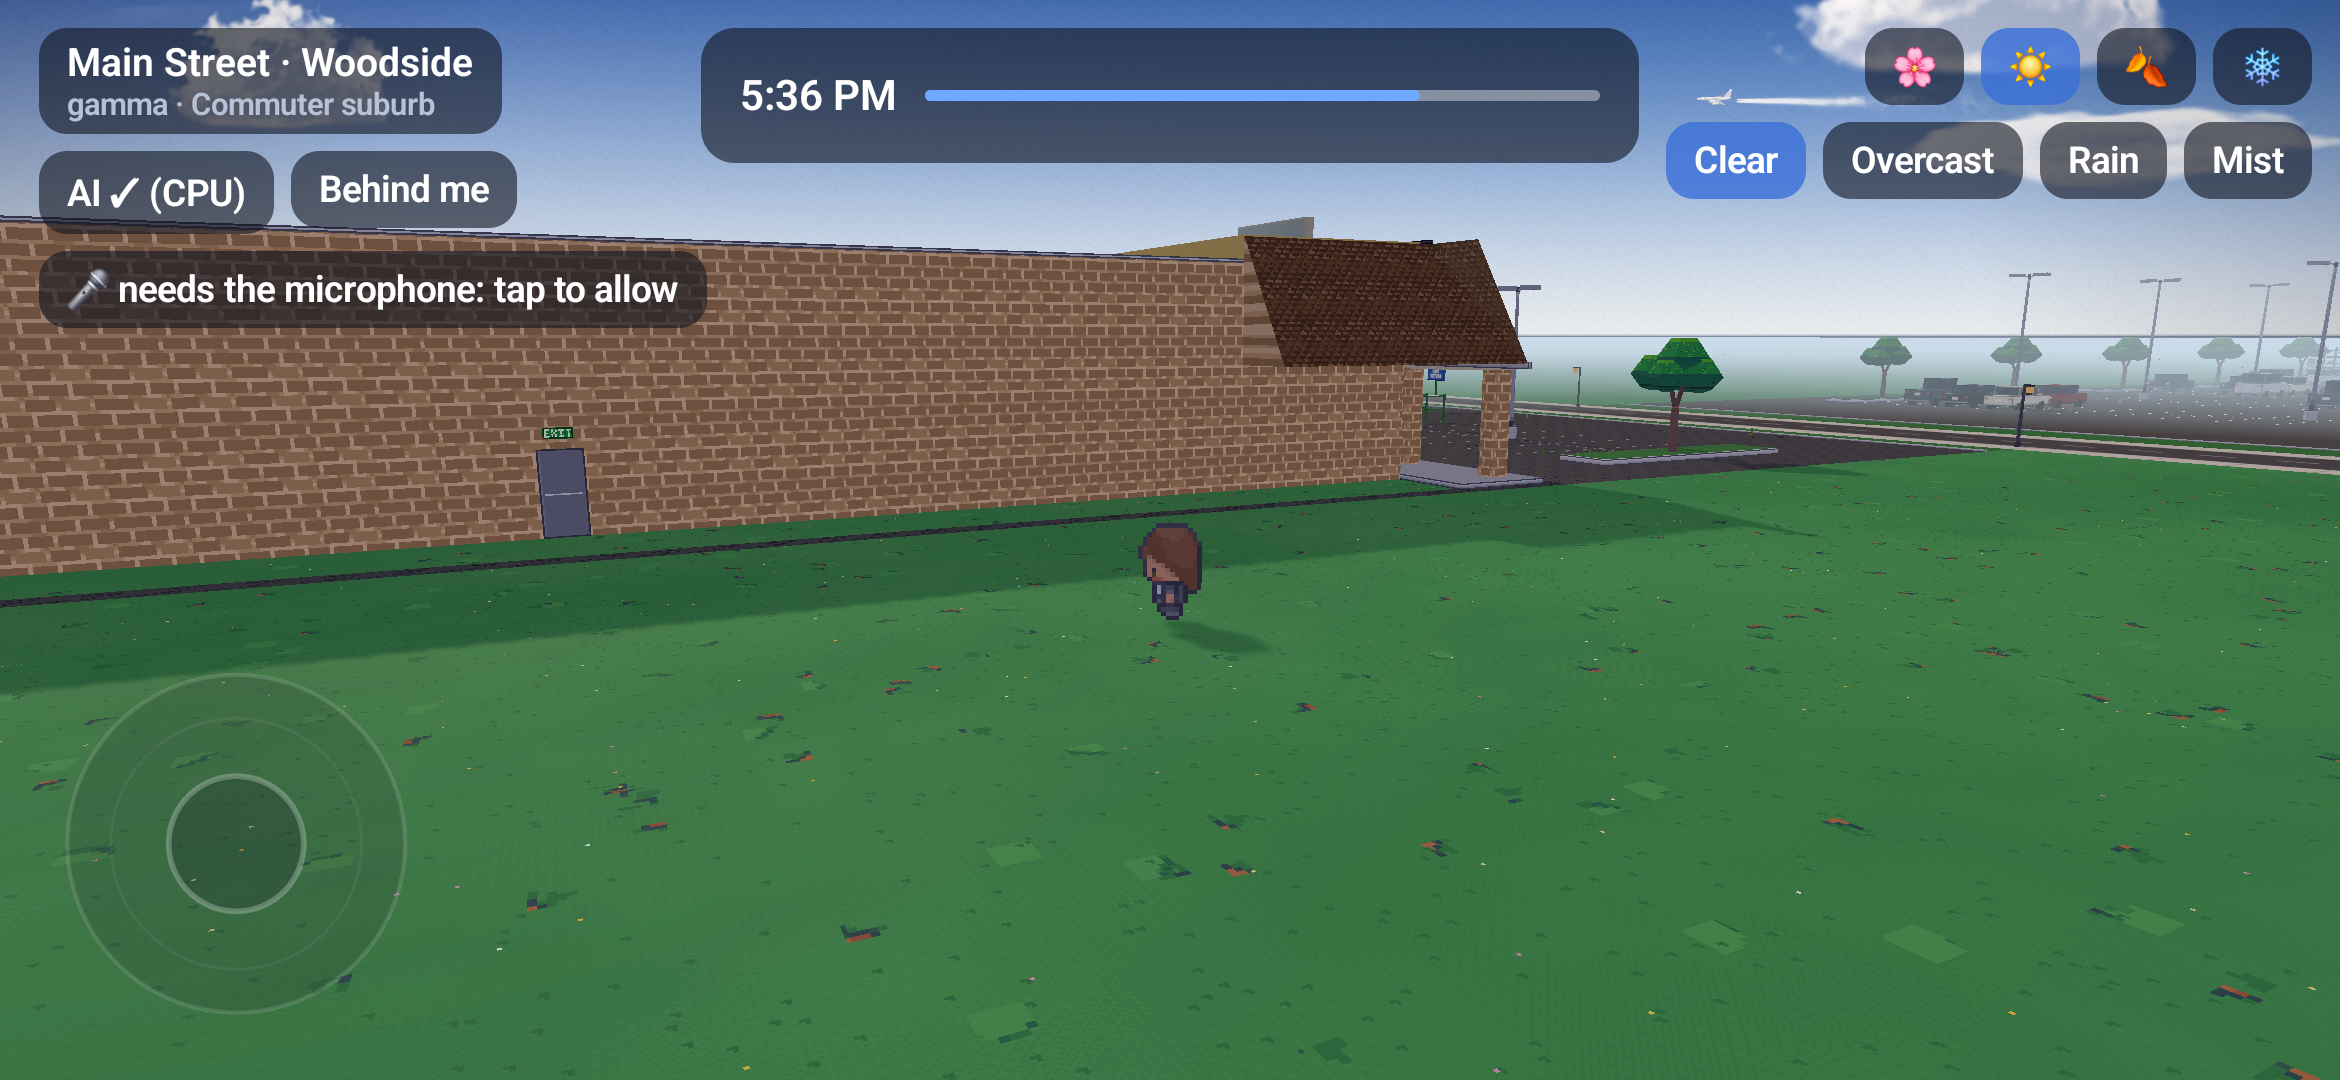 Main Street · Woodside
gamma · Commuter suburb
5:36 PM
Clear
Overcast
Rain
Mist
AI ✓ (CPU)
Behind me
🎤 needs the microphone: tap to allow
EXIT